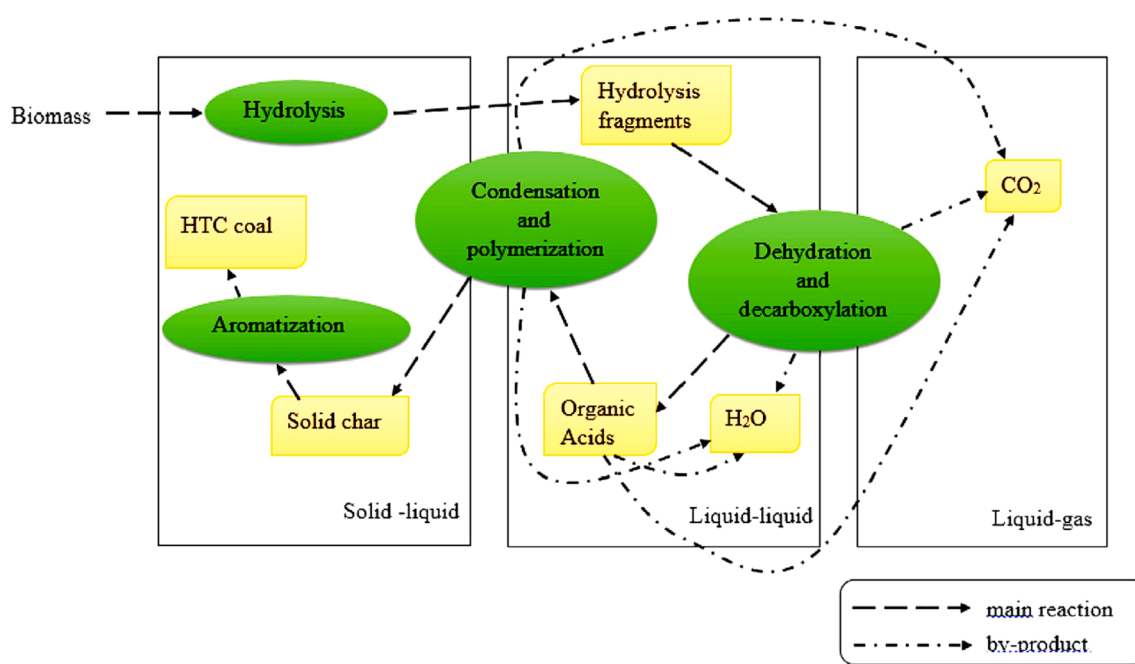 Biomass
Hydrolysis
Hydrolysis
fragments
Condensation
and
polymerization
CO₂
HTC coal
Dehydration
and
decarboxylation
Aromatization
Solid char
Organic
Acids
H₂O
Solid -liquid
Liquid-liquid
Liquid-gas
main reaction
by-product